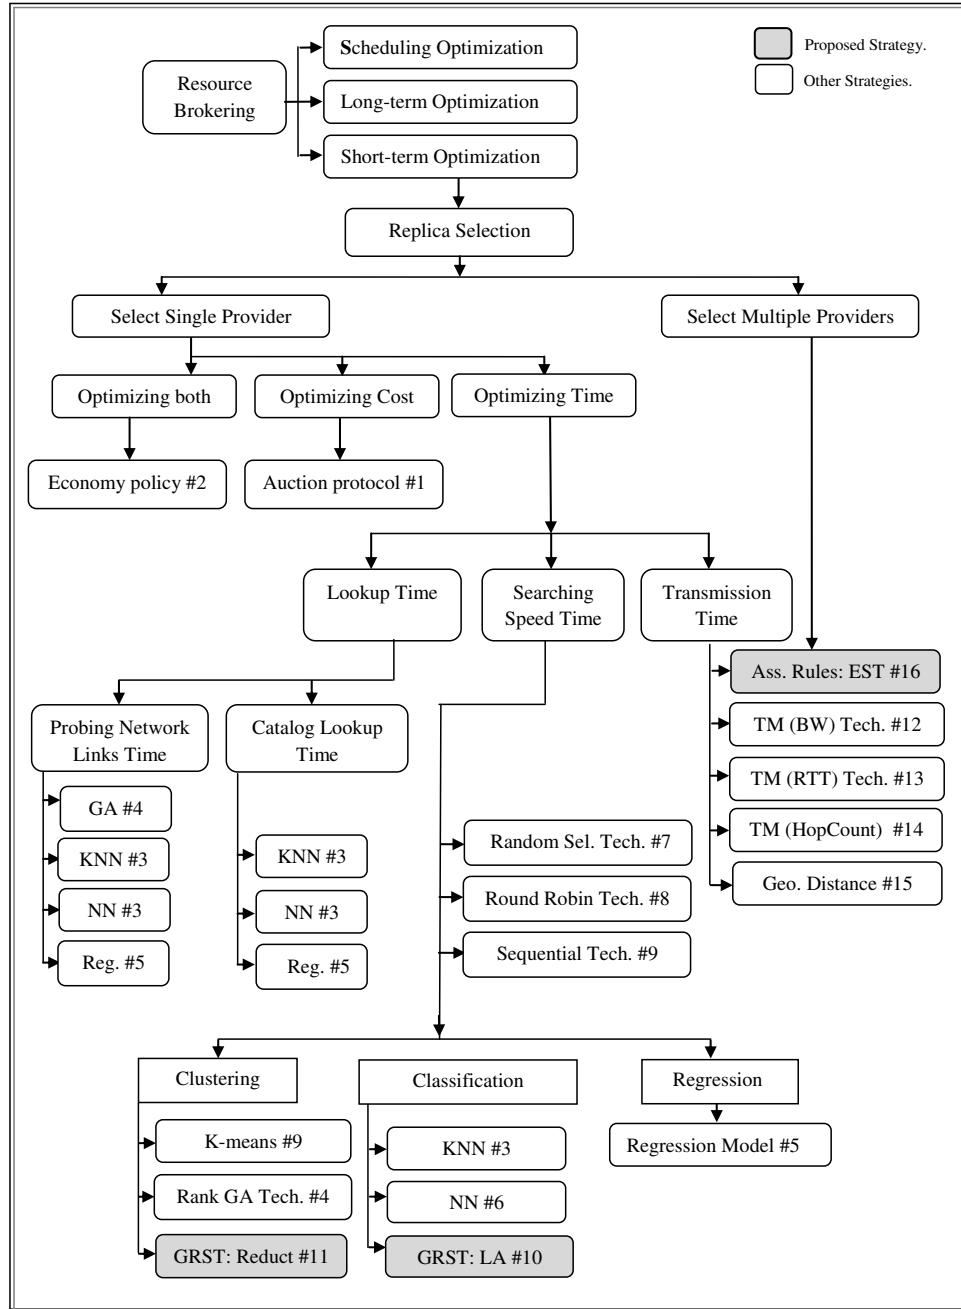 Scheduling Optimization
Proposed Strategy.
Resource
Brokering
Other Strategies.
Long-term Optimization
Short-term Optimization
Replica Selection
Select Single Provider
Select Multiple Providers
Optimizing both
Optimizing Cost
Optimizing Time
Economy policy #2
Auction protocol #1
Lookup Time
Searching
Speed Time
Transmission
Time
Ass. Rules: EST #16
TM (BW) Tech. #12
TM (RTT) Tech. #13
TM (HopCount) #14
Geo. Distance #15
Probing Network
Links Time
Catalog Lookup
Time
GA #4
KNN #3
NN #3
Reg. #5
KNN #3
NN #3
Reg. #5
Random Sel. Tech. #7
Round Robin Tech. #8
Sequential Tech. #9
Clustering
Classification
Regression
K-means #9
Rank GA Tech. #4
GRST: Reduct #11
KNN #3
NN #6
GRST: LA #10
Regression Model #5